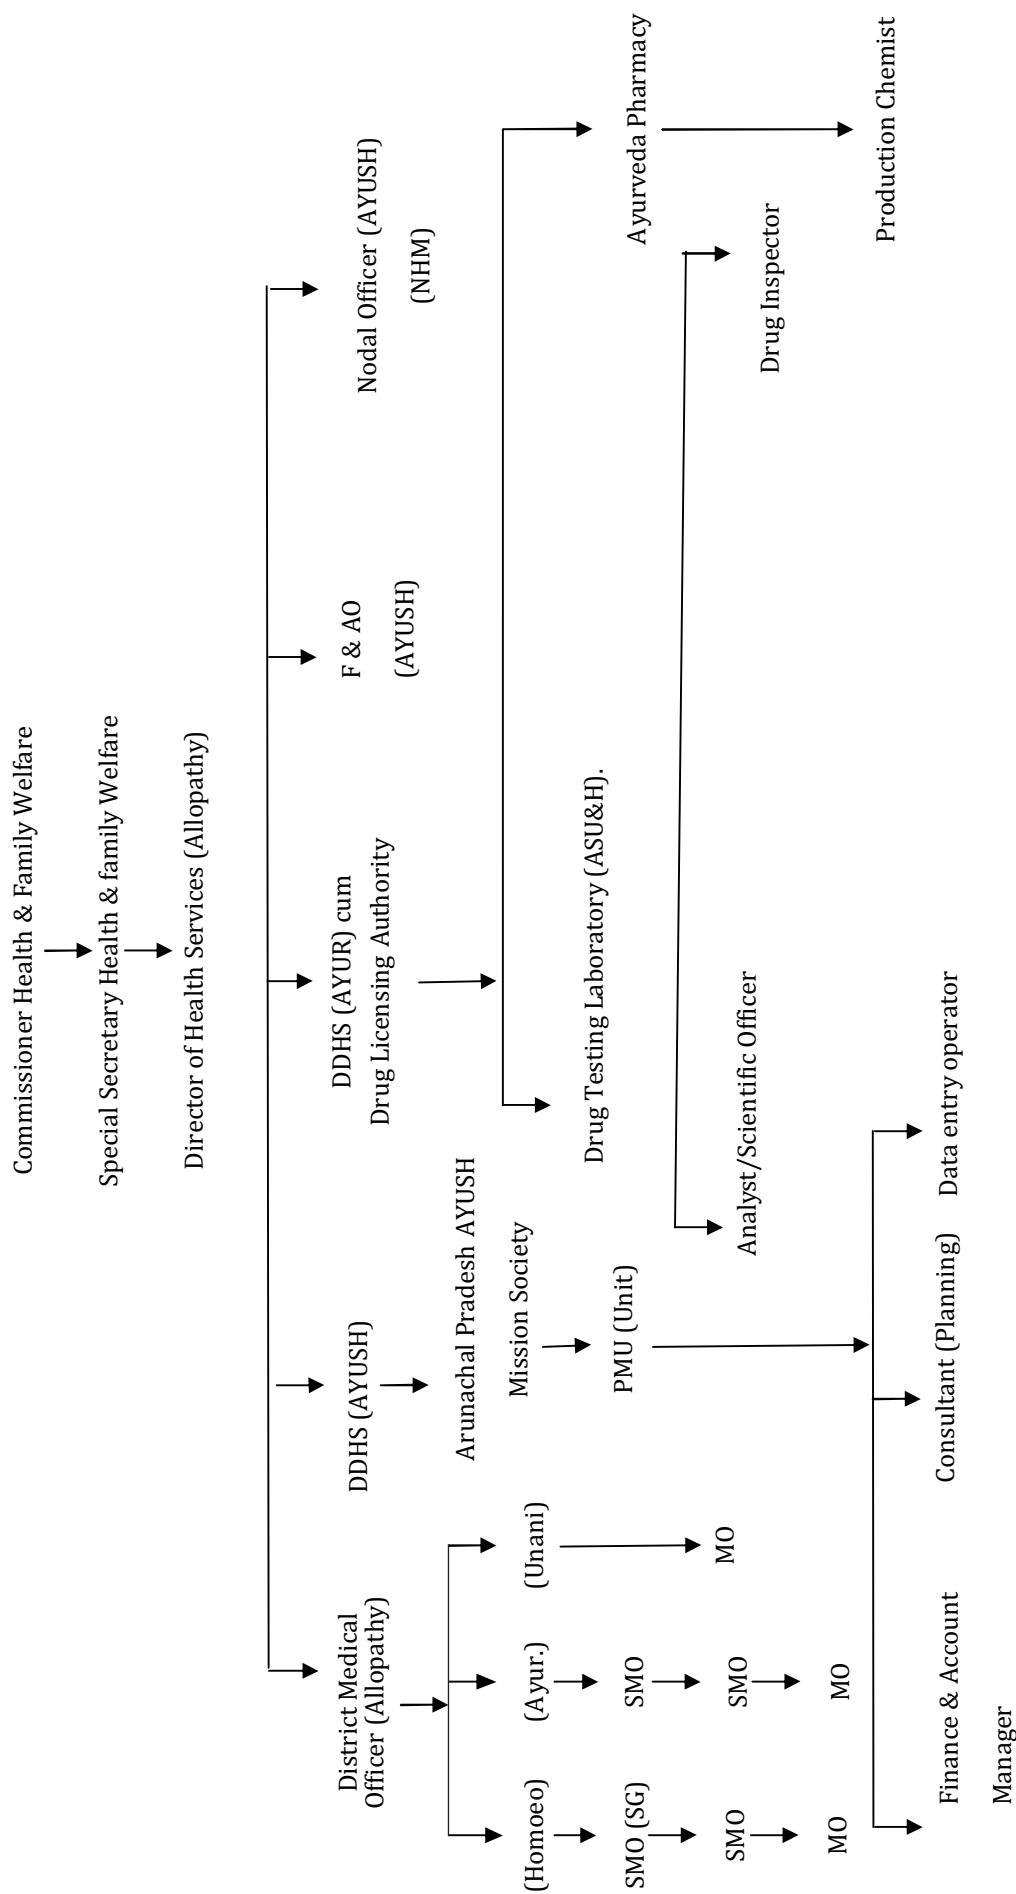 Commissioner Health & Family Welfare
Special Secretary Health & family Welfare
Director of Health Services (Allopathy)
District Medical
Officer (Allopathy)
DDHS (AYUSH)
DDHS (AYUR) cum
Drug Licensing Authority
F & AO
(AYUSH)
Nodal Officer (AYUSH)
(NHM)
Arunachal Pradesh AYUSH
Mission Society
(Homoeo)
(Ayur.)
(Unani)
PMU (Unit)
Drug Testing Laboratory (ASU&H).
Ayurveda Pharmacy
SMO (SG)
SMO
MO
Analyst/Scientific Officer
Drug Inspector
SMO
SMO
MO
MO
Production Chemist
Finance & Account
Manager
Consultant (Planning)
Data entry operator